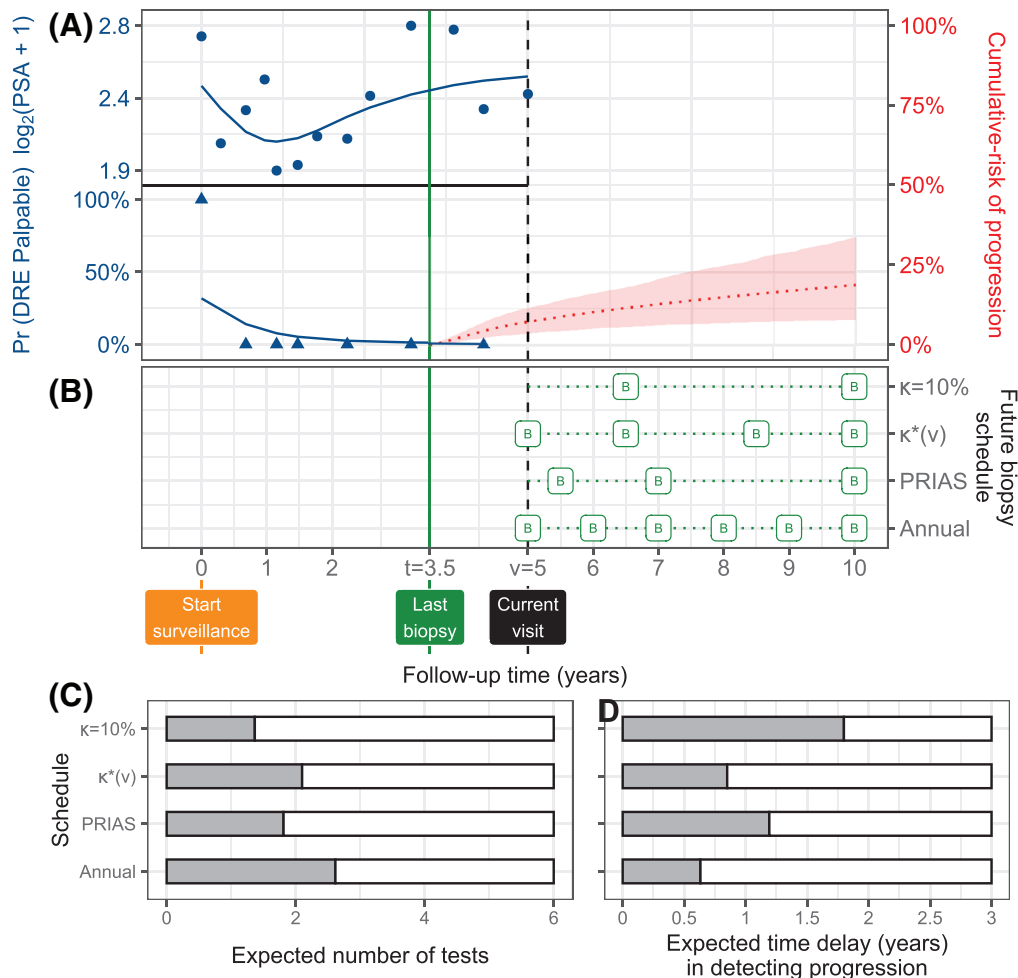 (A)
log₂(PSA + 1)
Pr (DRE Palpable)
2.8
2.4
1.9
100%
50%
0%
100%
75%
50%
25%
0%
Cumulative-risk of progression
(B)
B B
κ=10%
B B B B
κ*(v)
B B B
PRIAS
B B B B B B
Annual
Future biopsy
schedule
0 1 2 t=3.5 v=5 6 7 8 9 10
Start
surveillance
Last
biopsy
Current
visit
Follow-up time (years)
(C)
Schedule
κ=10%
κ*(v)
PRIAS
Annual
0 2 4 6
Expected number of tests
D
0 0.5 1 1.5 2 2.5 3
Expected time delay (years)
in detecting progression